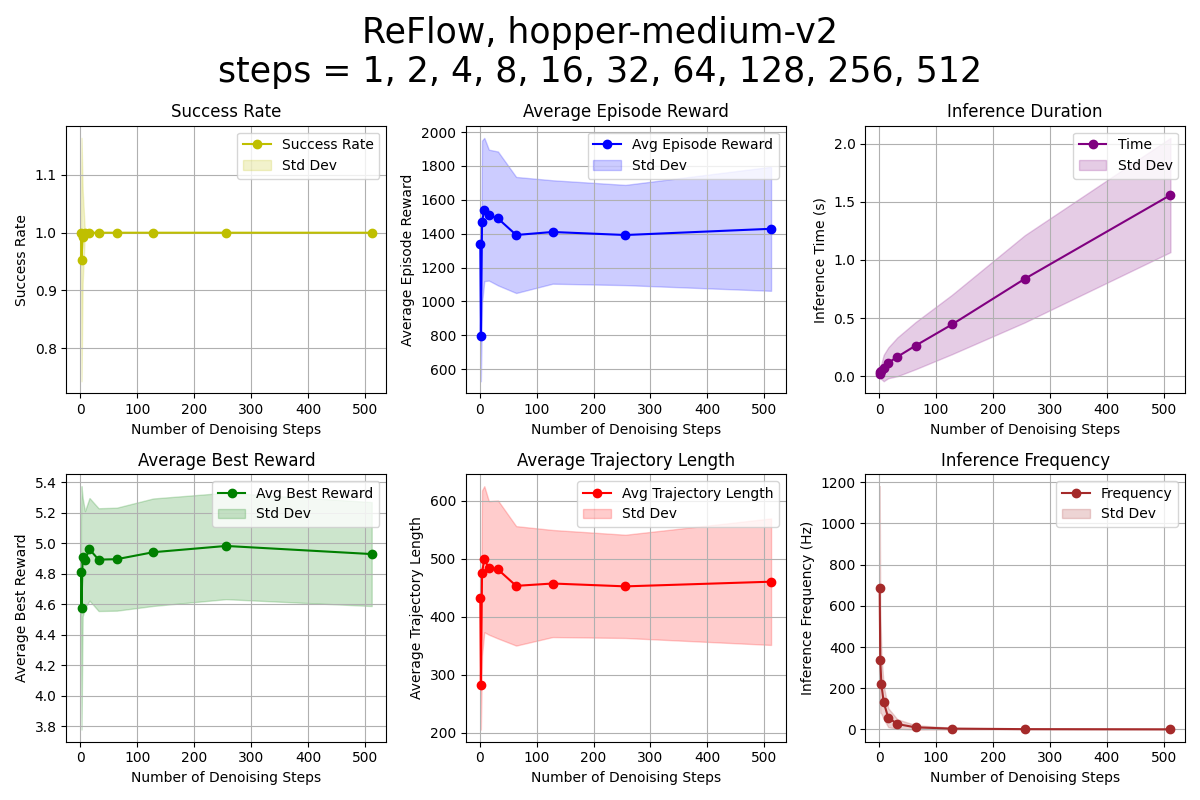 ReFlow, hopper-medium-v2
steps = 1, 2, 4, 8, 16, 32, 64, 128, 256, 512
Success Rate
Success Rate
Std Dev
1.1
1.0
0.9
0.8
Success Rate
0 100 200 300 400 500
Number of Denoising Steps
Average Episode Reward
Avg Episode Reward
Std Dev
2000
1800
1600
1400
1200
1000
800
600
Average Episode Reward
0 100 200 300 400 500
Number of Denoising Steps
Inference Duration
Time
Std Dev
2.0
1.5
1.0
0.5
0.0
Inference Time (s)
0 100 200 300 400 500
Number of Denoising Steps
Average Best Reward
Avg Best Reward
Std Dev
5.4
5.2
5.0
4.8
4.6
4.4
4.2
4.0
3.8
Average Best Reward
0 100 200 300 400 500
Number of Denoising Steps
Average Trajectory Length
Avg Trajectory Length
Std Dev
600
500
400
300
200
Average Trajectory Length
0 100 200 300 400 500
Number of Denoising Steps
Inference Frequency
Frequency
Std Dev
1200
1000
800
600
400
200
0
Inference Frequency (Hz)
0 100 200 300 400 500
Number of Denoising Steps